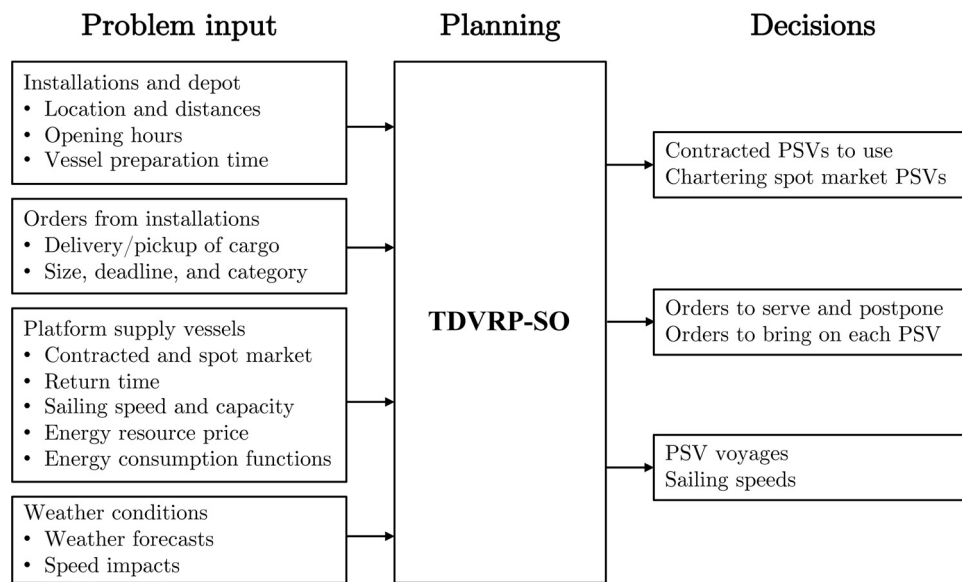 Problem input
Planning
Decisions
Installations and depot
• Location and distances
• Opening hours
• Vessel preparation time
Orders from installations
• Delivery/pickup of cargo
• Size, deadline, and category
Platform supply vessels
• Contracted and spot market
• Return time
• Sailing speed and capacity
• Energy resource price
• Energy consumption functions
Weather conditions
• Weather forecasts
• Speed impacts
TDVRP-SO
Contracted PSVs to use
Chartering spot market PSVs
Orders to serve and postpone
Orders to bring on each PSV
PSV voyages
Sailing speeds